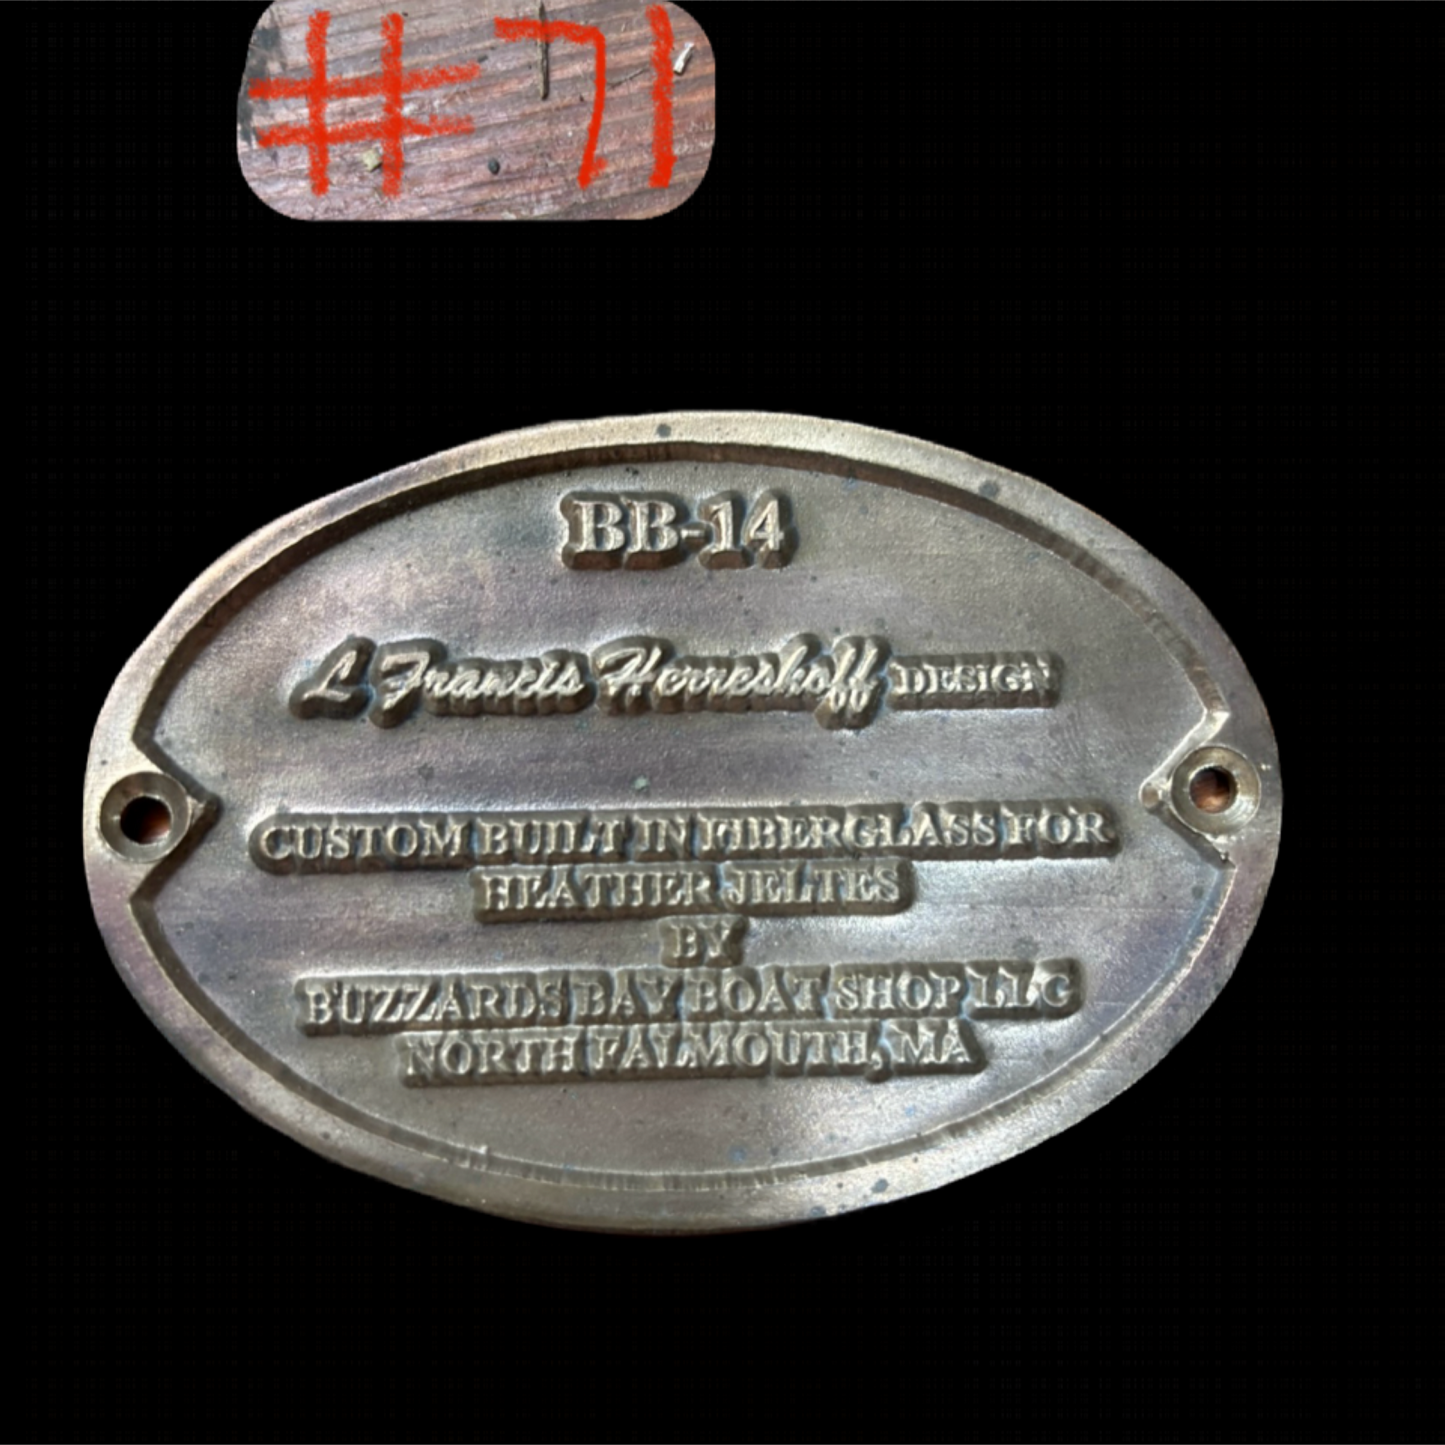 # 71
BB-14
L Francis Herreshoff DESIGN
CUSTOM BUILT IN FIBERGLASS FOR
HEATHER JELTES
BY
BUZZARDS BAY BOAT SHOP LLC
NORTH FALMOUTH, MA